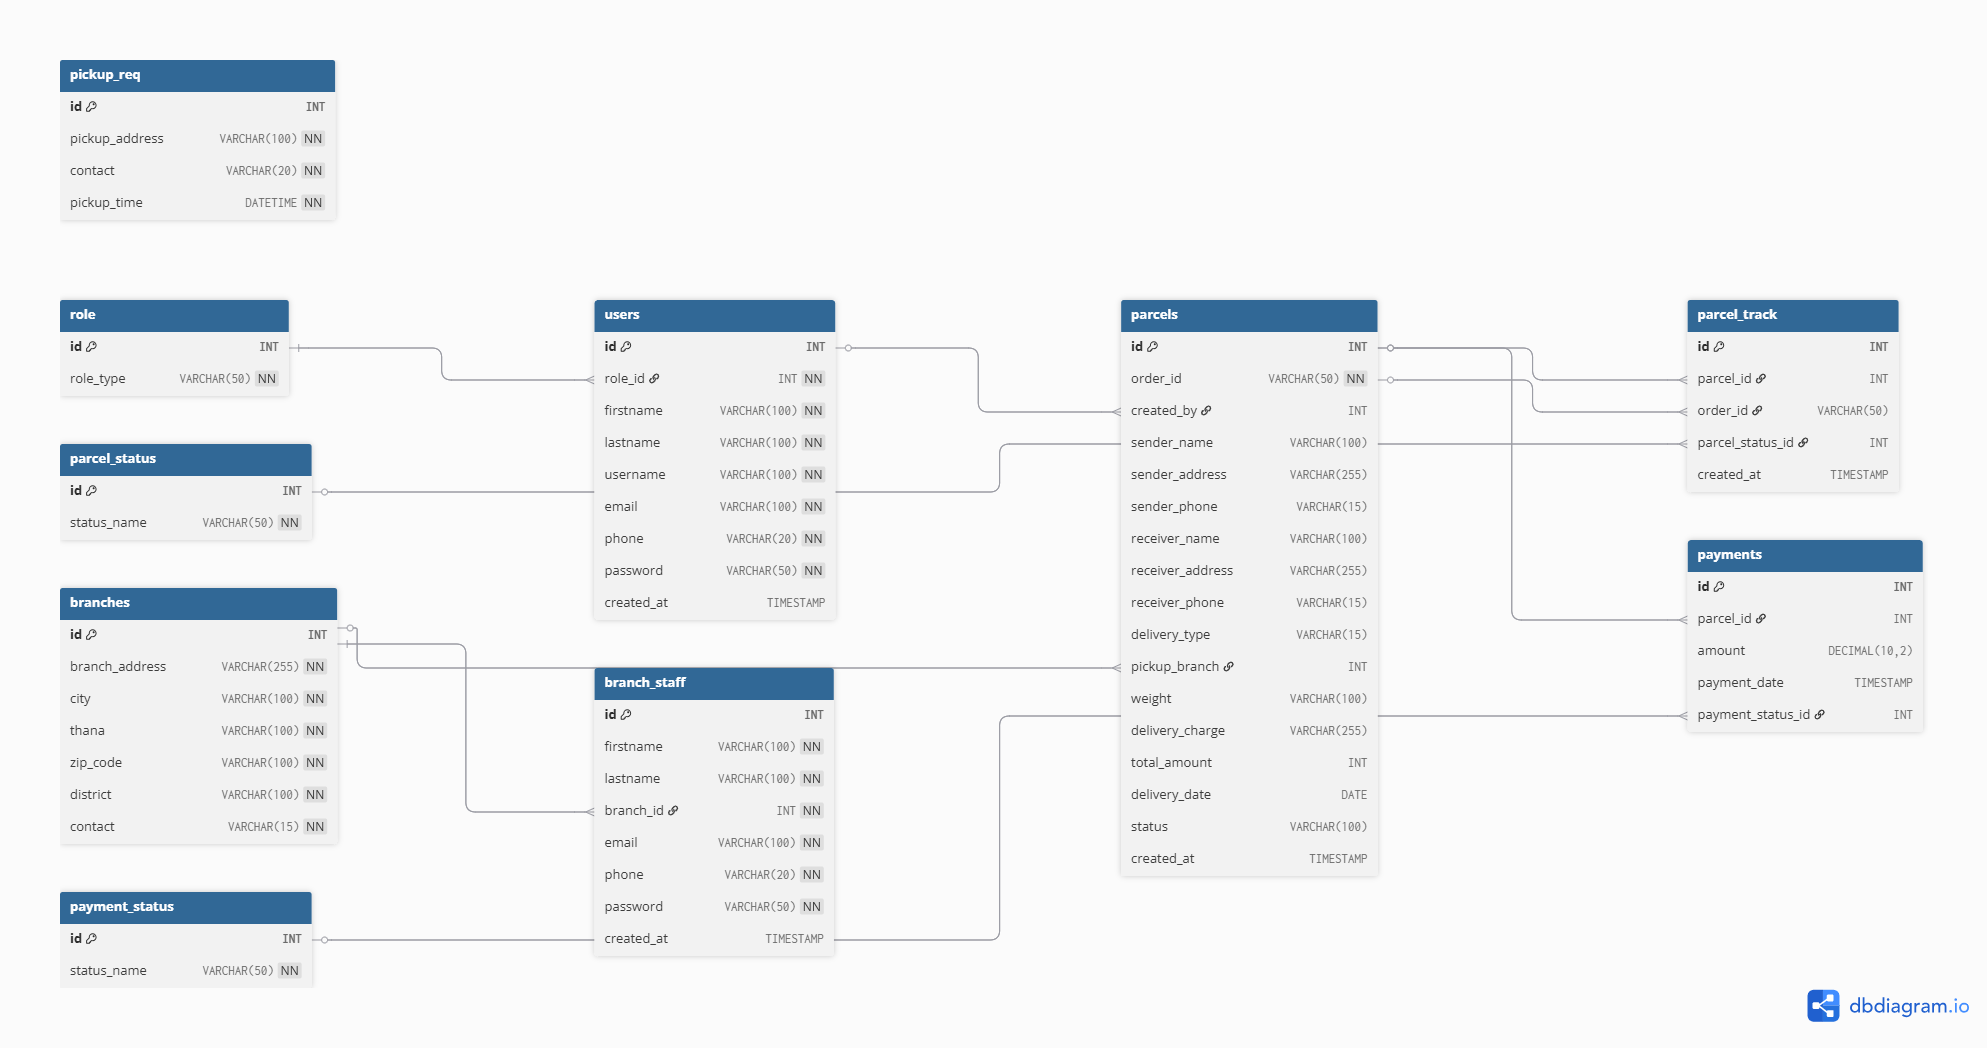 pickup_req
id INT
pickup_address VARCHAR(100) NN
contact VARCHAR(20) NN
pickup_time DATETIME NN
role
id INT
role_type VARCHAR(50) NN
parcel_status
id INT
status_name VARCHAR(50) NN
branches
id INT
branch_address VARCHAR(255) NN
city VARCHAR(100) NN
thana VARCHAR(100) NN
zip_code VARCHAR(100) NN
district VARCHAR(100) NN
contact VARCHAR(15) NN
payment_status
id INT
status_name VARCHAR(50) NN
users
id INT
role_id INT NN
firstname VARCHAR(100) NN
lastname VARCHAR(100) NN
username VARCHAR(100) NN
email VARCHAR(100) NN
phone VARCHAR(20) NN
password VARCHAR(50) NN
created_at TIMESTAMP
branch_staff
id INT
firstname VARCHAR(100) NN
lastname VARCHAR(100) NN
branch_id INT NN
email VARCHAR(100) NN
phone VARCHAR(20) NN
password VARCHAR(50) NN
created_at TIMESTAMP
parcels
id INT
order_id VARCHAR(50) NN
created_by INT
sender_name VARCHAR(100)
sender_address VARCHAR(255)
sender_phone VARCHAR(15)
receiver_name VARCHAR(100)
receiver_address VARCHAR(255)
receiver_phone VARCHAR(15)
delivery_type VARCHAR(15)
pickup_branch INT
weight VARCHAR(100)
delivery_charge VARCHAR(255)
total_amount INT
delivery_date DATE
status VARCHAR(100)
created_at TIMESTAMP
parcel_track
id INT
parcel_id INT
order_id VARCHAR(50)
parcel_status_id INT
created_at TIMESTAMP
payments
id INT
parcel_id INT
amount DECIMAL(10,2)
payment_date TIMESTAMP
payment_status_id INT
dbdiagram.io